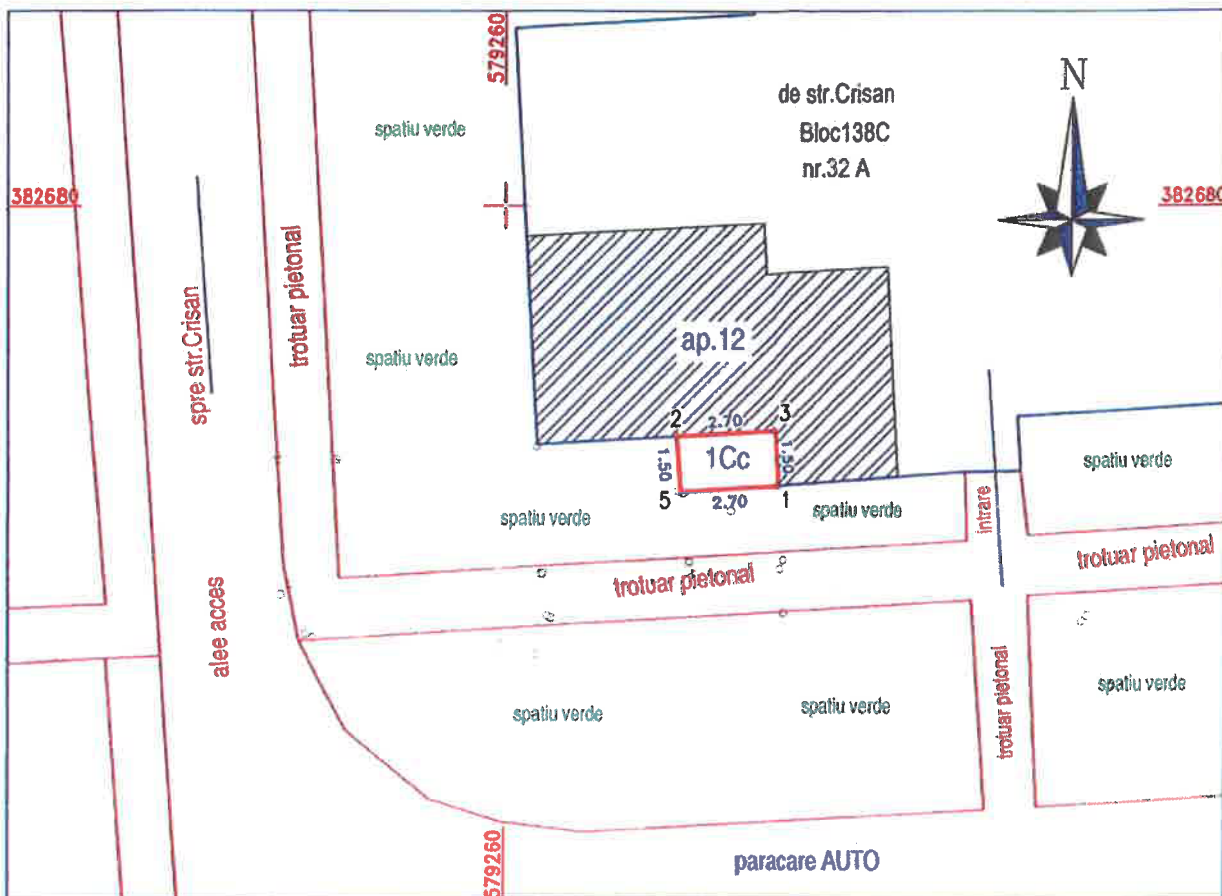 579260
N
de str.Crisan
Bloc138C
nr.32 A
spatiu verde
382680
382680
trotuar pietonal
spre str.Crisan
ap.12
spatiu verde
2
2.70
3
1.50
1Cc
1.50
5
2.70
1
spatiu verde
spatiu verde
intrare
spatiu verde
trotuar pietonal
trotuar pietonal
alee acces
spatiu verde
spatiu verde
trotuar pietonal
spatiu verde
579260
paracare AUTO